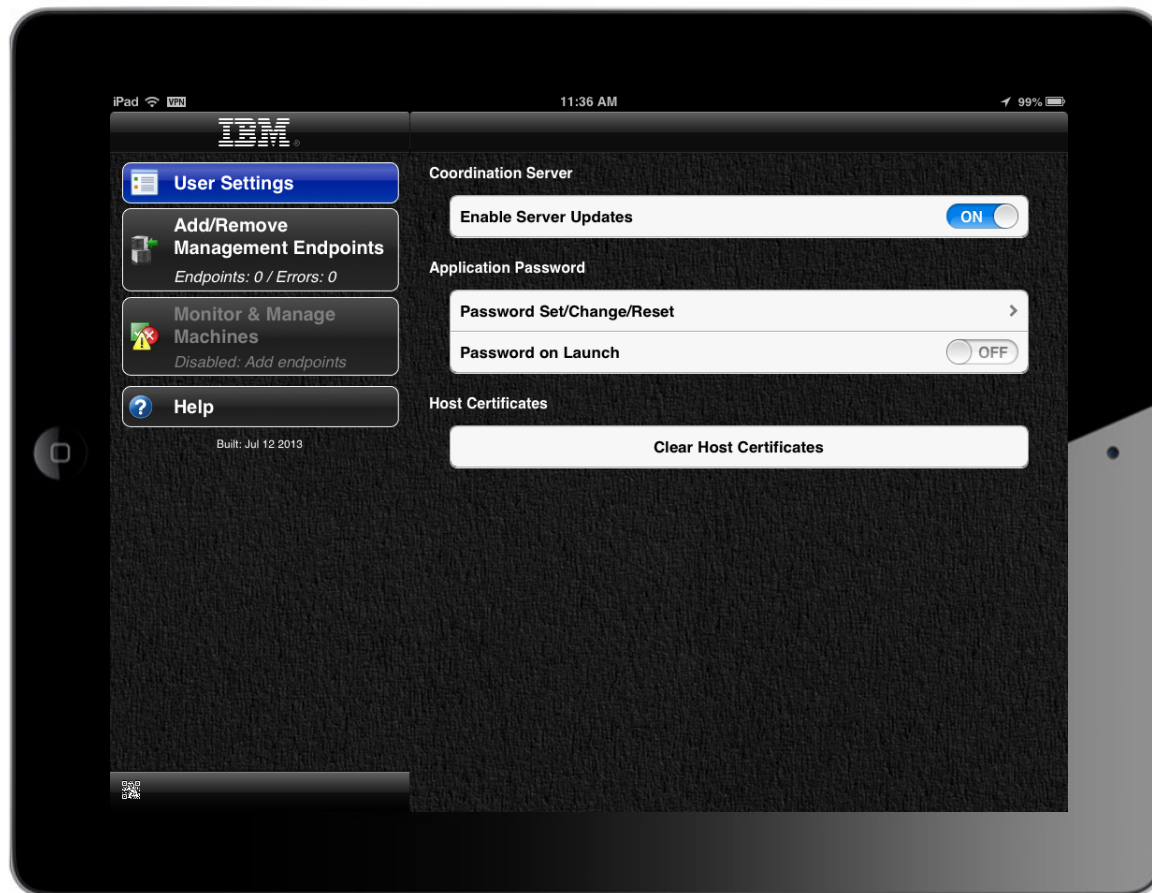 iPad VPN 11:36 AM 99%
IBM®
User Settings
Add/Remove
Management Endpoints
Endpoints: 0 / Errors: 0
Monitor & Manage
Machines
Disabled: Add endpoints
? Help
Built: Jul 12 2013
Coordination Server
Enable Server Updates ON
Application Password
Password Set/Change/Reset
Password on Launch OFF
Host Certificates
Clear Host Certificates